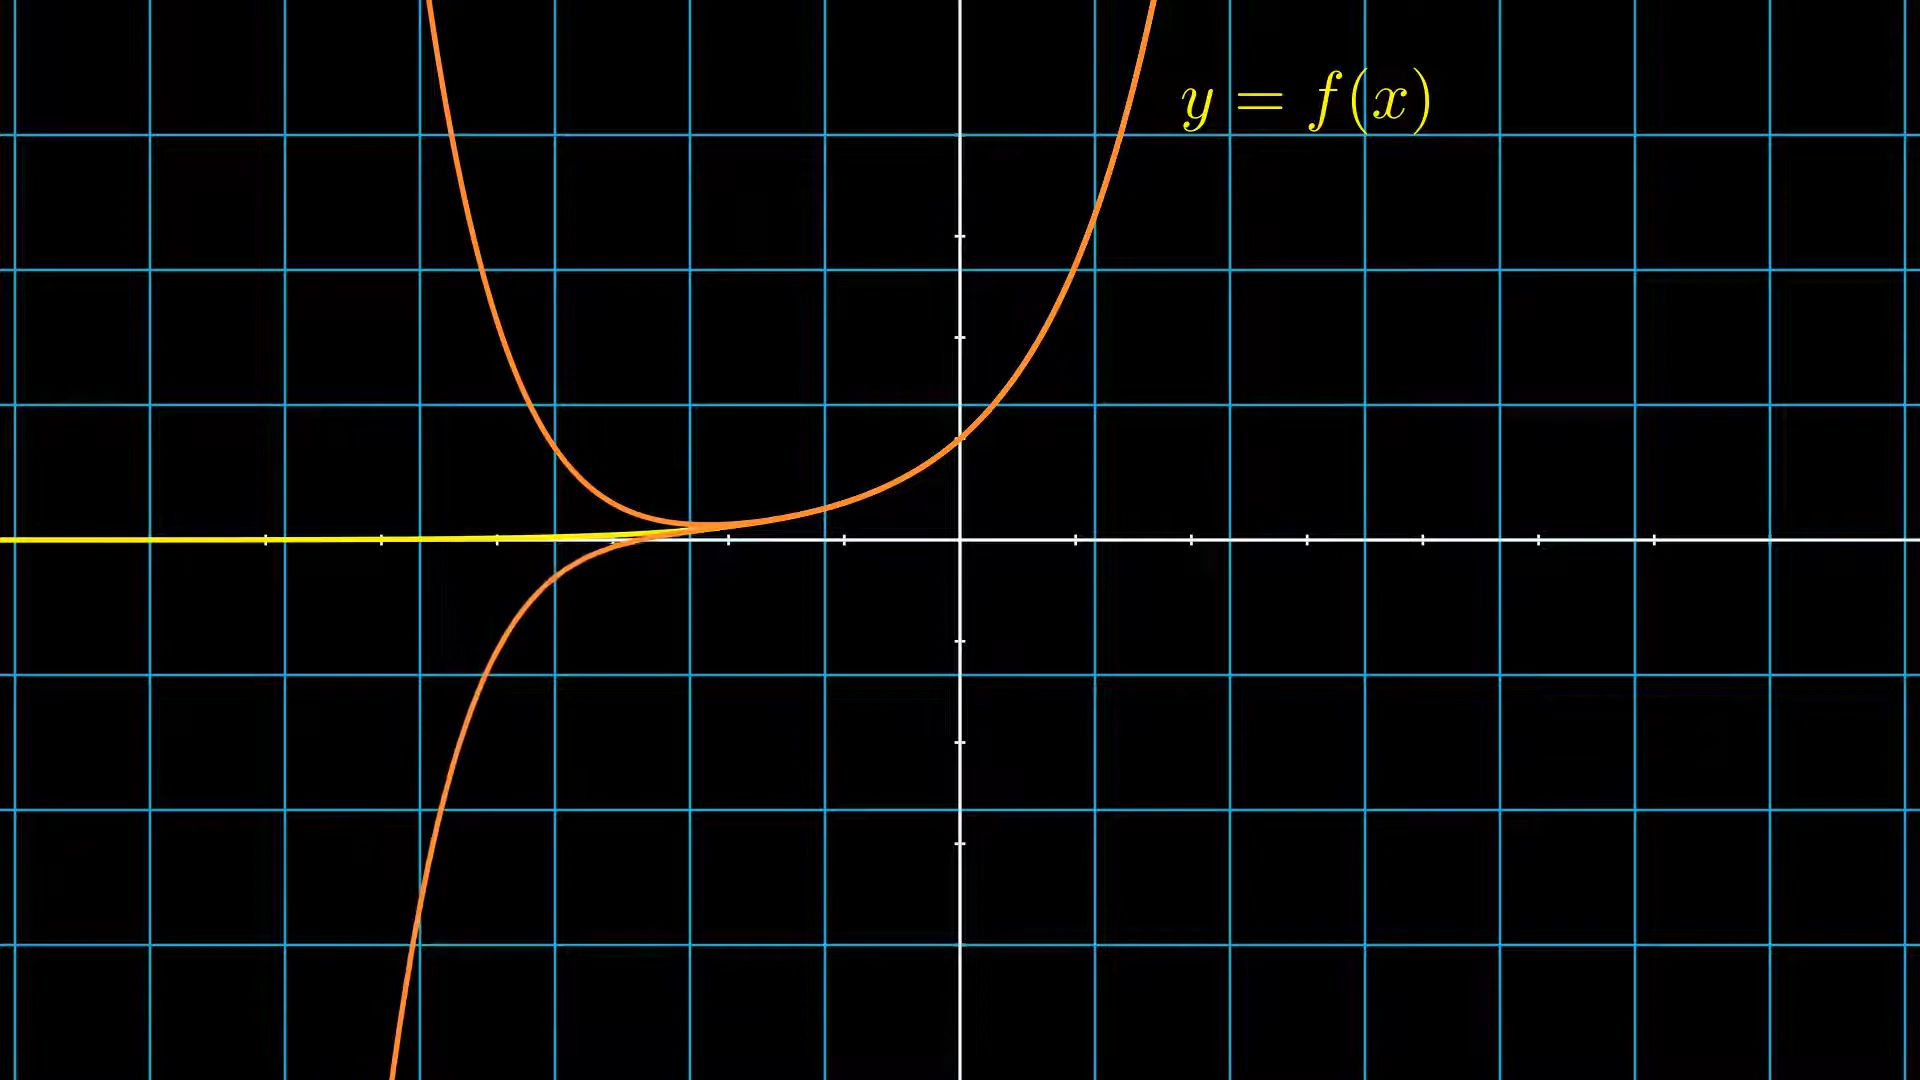 y = f(x)